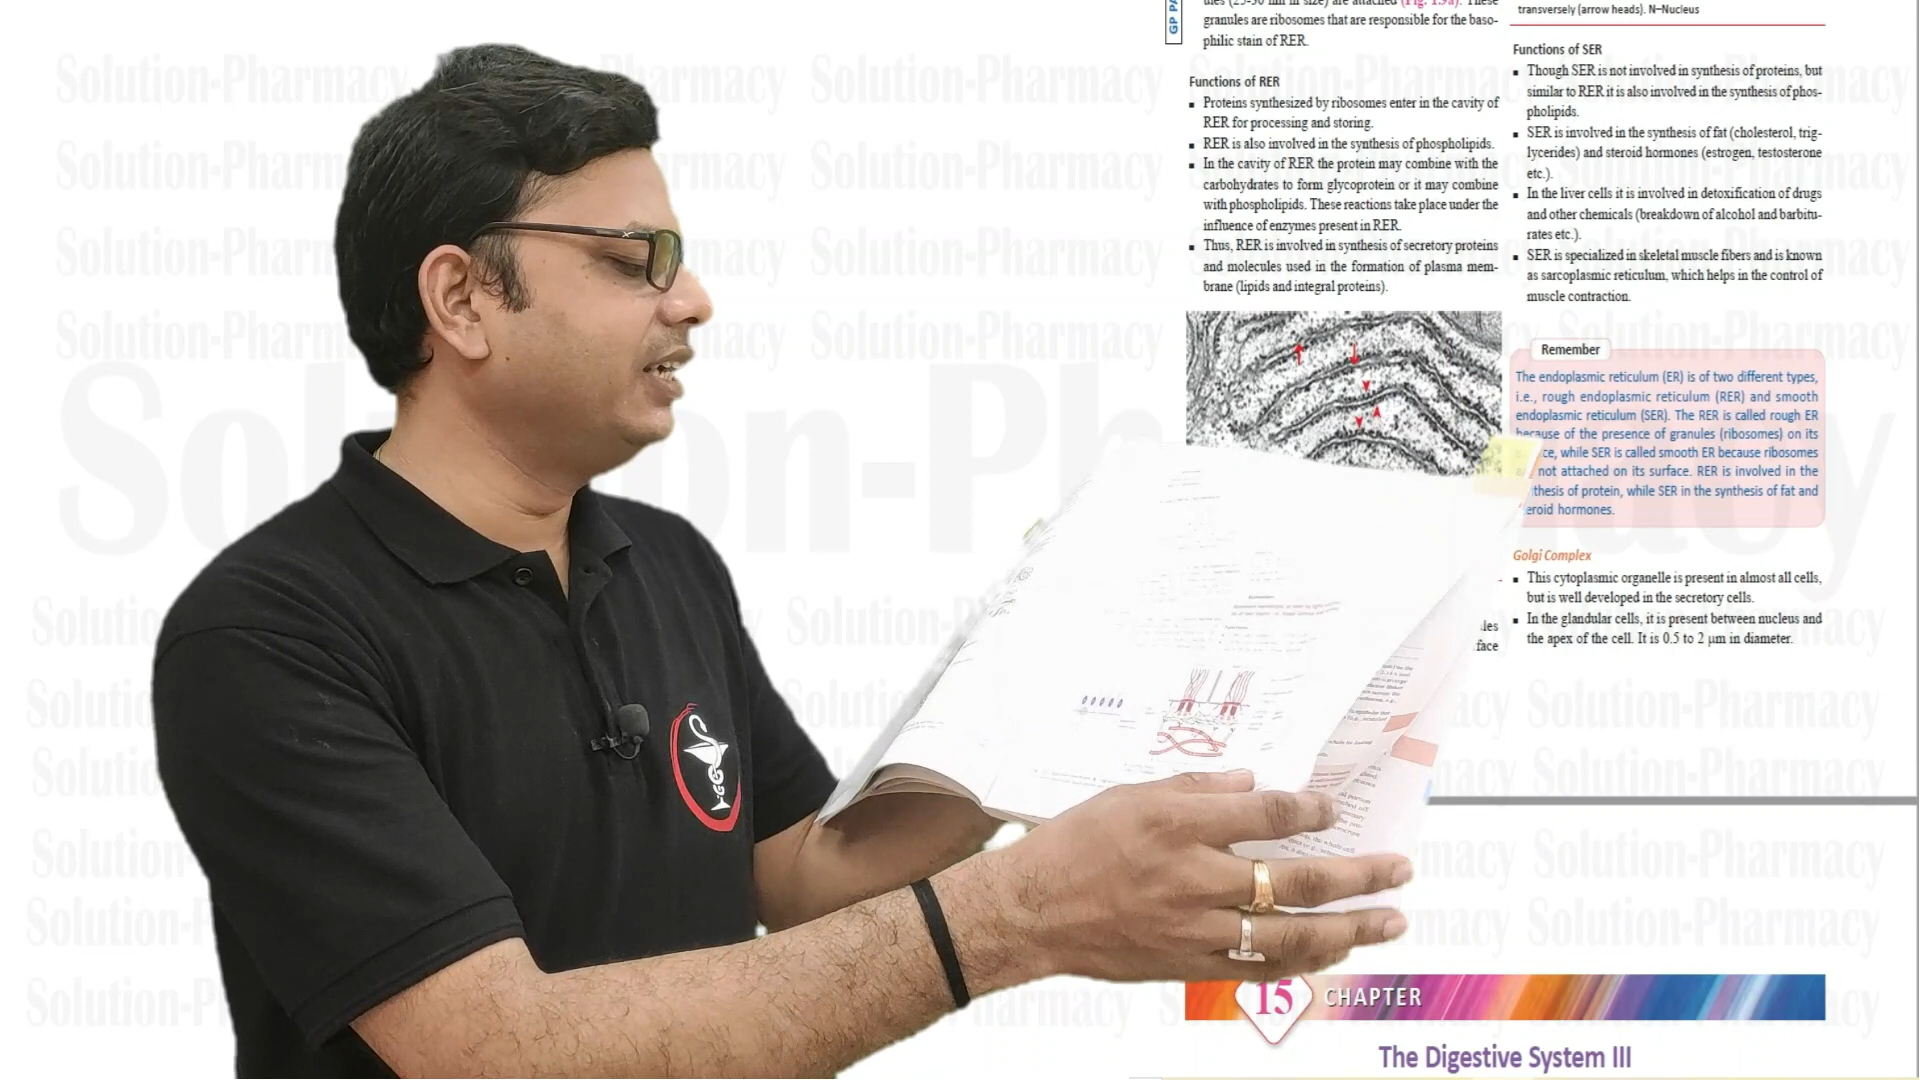 Solution-Pharmacy
GP PA
granules are ribosomes that are responsible for the baso-
philic stain of RER.
Functions of RER
▪ Proteins synthesized by ribosomes enter in the cavity of
RER for processing and storing.
▪ RER is also involved in the synthesis of phospholipids.
▪ In the cavity of RER the protein may combine with the
carbohydrates to form glycoprotein or it may combine
with phospholipids. These reactions take place under the
influence of enzymes present in RER.
▪ Thus, RER is involved in synthesis of secretory proteins
and molecules used in the formation of plasma mem-
brane (lipids and integral proteins).
les
face
transversely (arrow heads). N–Nucleus
Functions of SER
▪ Though SER is not involved in synthesis of proteins, but
similar to RER it is also involved in the synthesis of phos-
pholipids.
▪ SER is involved in the synthesis of fat (cholesterol, trig-
lycerides) and steroid hormones (estrogen, testosterone
etc.).
▪ In the liver cells it is involved in detoxification of drugs
and other chemicals (breakdown of alcohol and barbitu-
rates etc.).
▪ SER is specialized in skeletal muscle fibers and is known
as sarcoplasmic reticulum, which helps in the control of
muscle contraction.
Remember
The endoplasmic reticulum (ER) is of two different types,
i.e., rough endoplasmic reticulum (RER) and smooth
endoplasmic reticulum (SER). The RER is called rough ER
because of the presence of granules (ribosomes) on its
ce, while SER is called smooth ER because ribosomes
not attached on its surface. RER is involved in the
thesis of protein, while SER in the synthesis of fat and
eroid hormones.
Golgi Complex
▪ This cytoplasmic organelle is present in almost all cells,
but is well developed in the secretory cells.
▪ In the glandular cells, it is present between nucleus and
the apex of the cell. It is 0.5 to 2 μm in diameter.
15 CHAPTER
The Digestive System III